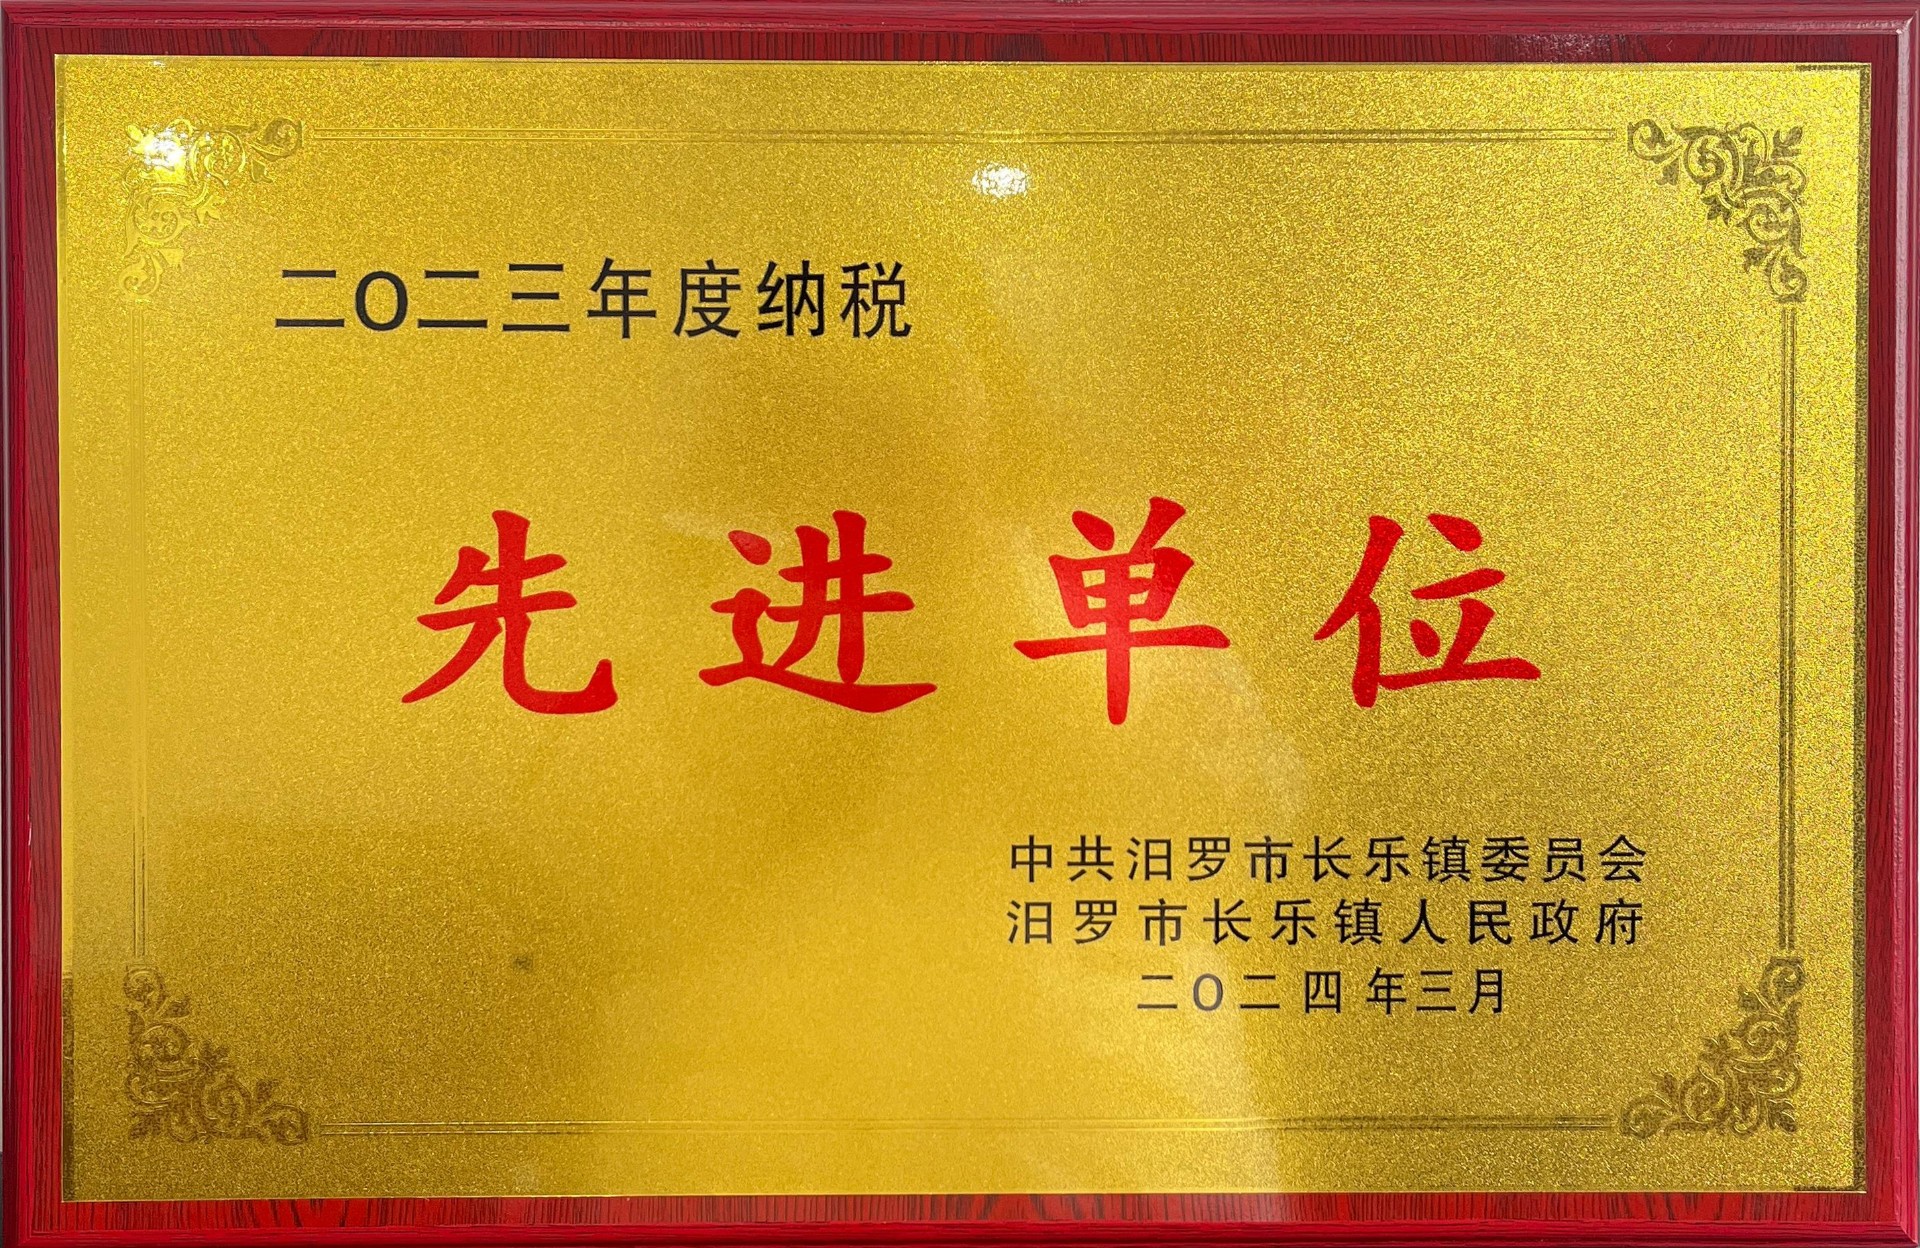 二O二三年度纳税
先进单位
中共汨罗市长乐镇委员会
汨罗市长乐镇人民政府
二O二四年三月